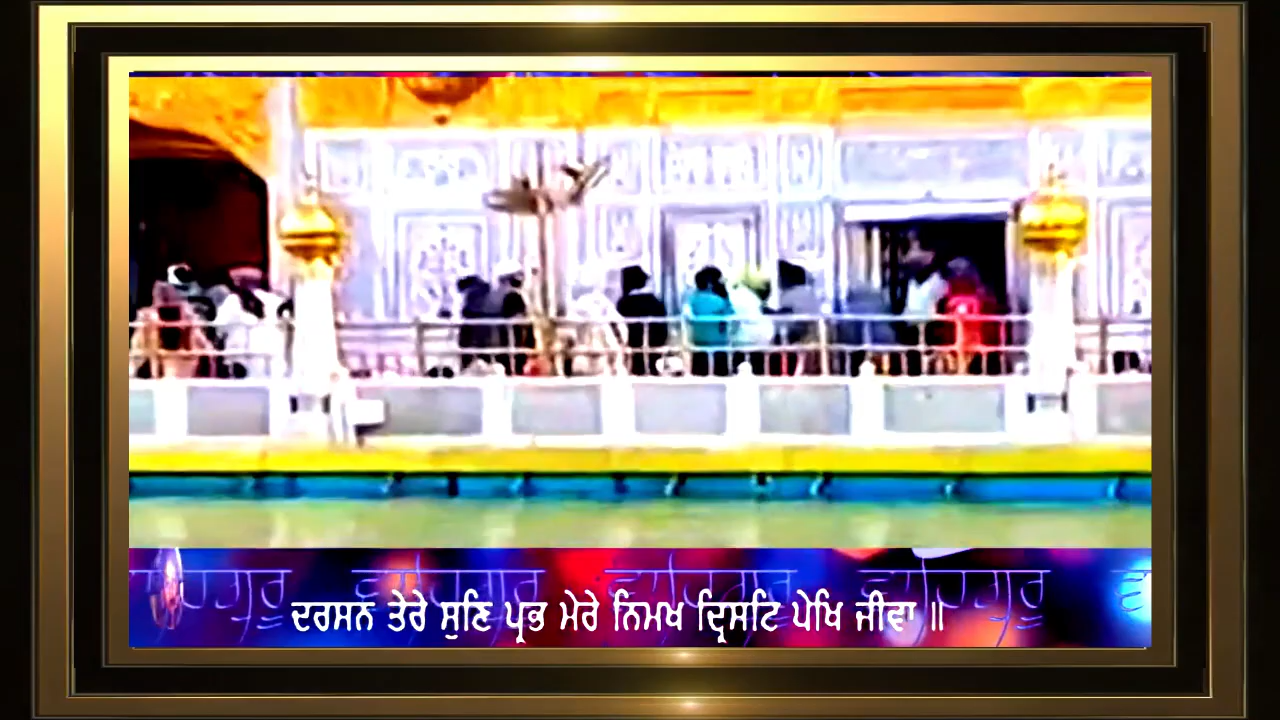 ਵਾਹਿਗੁਰੂ ਵਾਹਿਗੁਰੂ ਵਾਹਿਗੁਰੂ ਵਾਹਿਗੁਰੂ
ਦਰਸਨ ਤੇਰੇ ਸੁਣਿ ਪ੍ਰਭ ਮੇਰੇ ਨਿਮਖ ਦ੍ਰਿਸਟਿ ਪੇਖਿ ਜੀਵਾ ॥